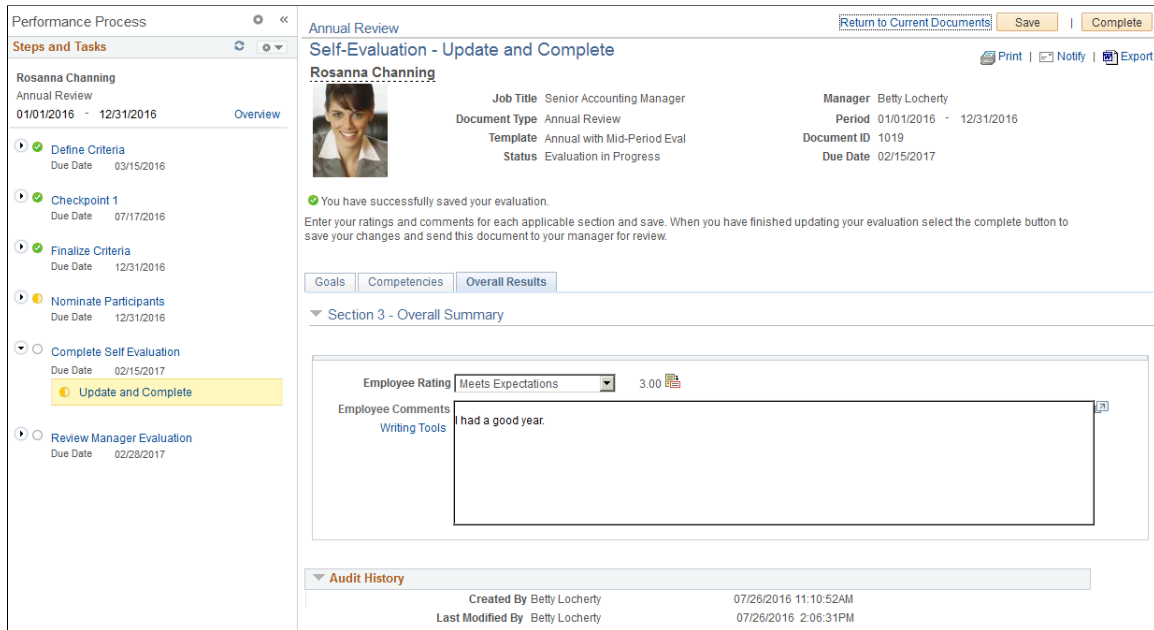 Performance Process
Steps and Tasks
Rosanna Channing
Annual Review
01/01/2016 - 12/31/2016 Overview
Define Criteria
Due Date 03/15/2016
Checkpoint 1
Due Date 07/17/2016
Finalize Criteria
Due Date 12/31/2016
Nominate Participants
Due Date 12/31/2016
Complete Self Evaluation
Due Date 02/15/2017
Update and Complete
Review Manager Evaluation
Due Date 02/28/2017
Annual Review
Return to Current Documents Save | Complete
Self-Evaluation - Update and Complete
Print | Notify | Export
Rosanna Channing
Job Title Senior Accounting Manager Manager Betty Locherty
Document Type Annual Review Period 01/01/2016 - 12/31/2016
Template Annual with Mid-Period Eval Document ID 1019
Status Evaluation in Progress Due Date 02/15/2017
You have successfully saved your evaluation.
Enter your ratings and comments for each applicable section and save. When you have finished updating your evaluation select the complete button to
save your changes and send this document to your manager for review.
Goals Competencies Overall Results
Section 3 - Overall Summary
Employee Rating Meets Expectations 3.00
Employee Comments
Writing Tools
I had a good year.
Audit History
Created By Betty Locherty 07/26/2016 11:10:52AM
Last Modified By Betty Locherty 07/26/2016 2:06:31PM